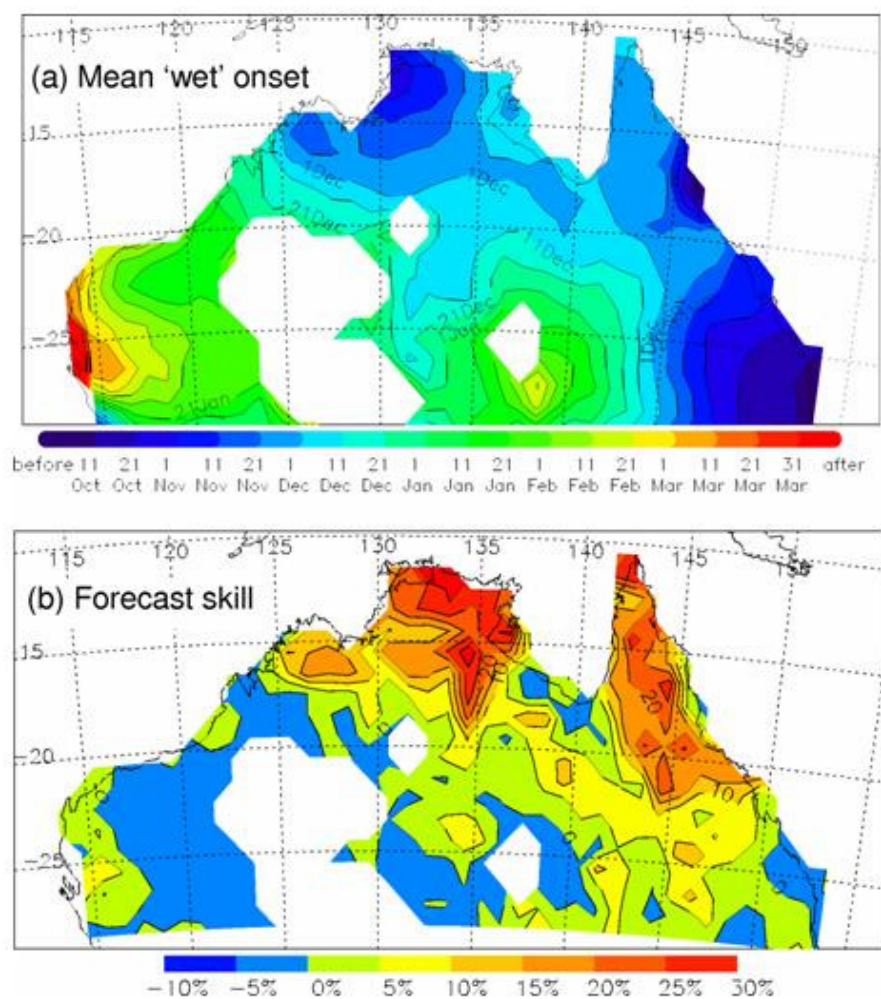 115 120 125 130 135 140 145 150
(a) Mean ‘wet’ onset
-15
1Dec 1Dec
21Dec
-20
11Dec
21Dec
-25
21Jan
before 11 21 1 11 21 1 11 21 1 11 21 1 11 21 1 11 21 31 after
Oct Oct Nov Nov Nov Dec Dec Dec Jan Jan Jan Feb Feb Feb Mar Mar Mar Mar
115 120 125 130 135 140 145 150
(b) Forecast skill
-15
20
-20
10
-25
-10% -5% 0% 5% 10% 15% 20% 25% 30%